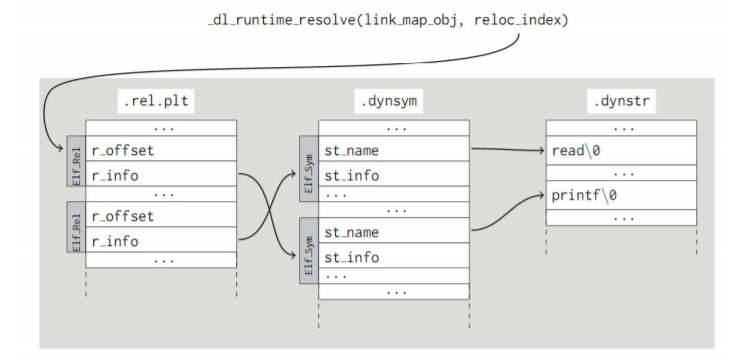 _dl_runtime_resolve(link_map_obj, reloc_index)
.rel.plt
...
Elf_Rel
r_offset
r_info
...
Elf_Rel
r_offset
r_info
...
.dynsym
...
Elf_Sym
st_name
st_info
...
...
Elf_Sym
st_name
st_info
...
...
.dynstr
...
read\0
...
printf\0
...